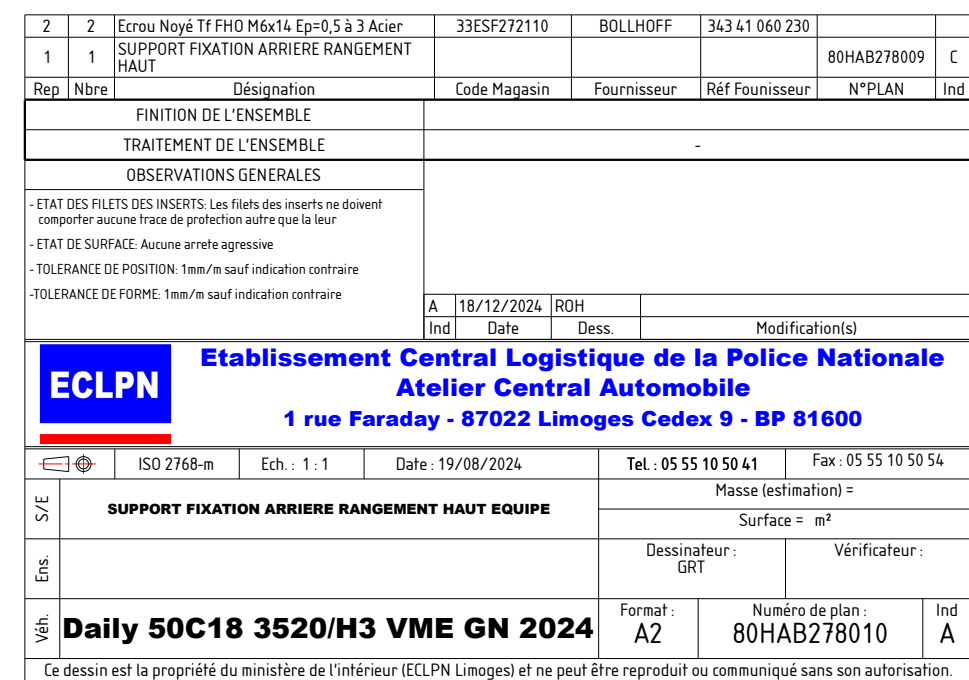 2 2 Ecrou Noyé Tf FHO M6x14 Ep=0,5 à 3 Acier 33ESF272110 BOLLHOFF 343 41 060 230
1 1 SUPPORT FIXATION ARRIERE RANGEMENT HAUT 80HAB278009 C
Rep Nbre Désignation Code Magasin Fournisseur Réf Founisseur N°PLAN Ind
FINITION DE L'ENSEMBLE
TRAITEMENT DE L'ENSEMBLE -
OBSERVATIONS GENERALES
- ETAT DES FILETS DES INSERTS: Les filets des inserts ne doivent
comporter aucune trace de protection autre que la leur
- ETAT DE SURFACE: Aucune arrete agressive
- TOLERANCE DE POSITION: 1mm/m sauf indication contraire
-TOLERANCE DE FORME: 1mm/m sauf indication contraire
A 18/12/2024 ROH
Ind Date Dess. Modification(s)
ECLPN
Etablissement Central Logistique de la Police Nationale
Atelier Central Automobile
1 rue Faraday - 87022 Limoges Cedex 9 - BP 81600
ISO 2768-m Ech. : 1 : 1 Date : 19/08/2024 Tel. : 05 55 10 50 41 Fax : 05 55 10 50 54
S/E SUPPORT FIXATION ARRIERE RANGEMENT HAUT EQUIPE
Masse (estimation) =
Surface = m²
Ens.
Dessinateur :
GRT
Vérificateur :
Véh. Daily 50C18 3520/H3 VME GN 2024
Format :
A2
Numéro de plan :
80HAB278010
Ind
A
Ce dessin est la propriété du ministère de l'intérieur (ECLPN Limoges) et ne peut être reproduit ou communiqué sans son autorisation.